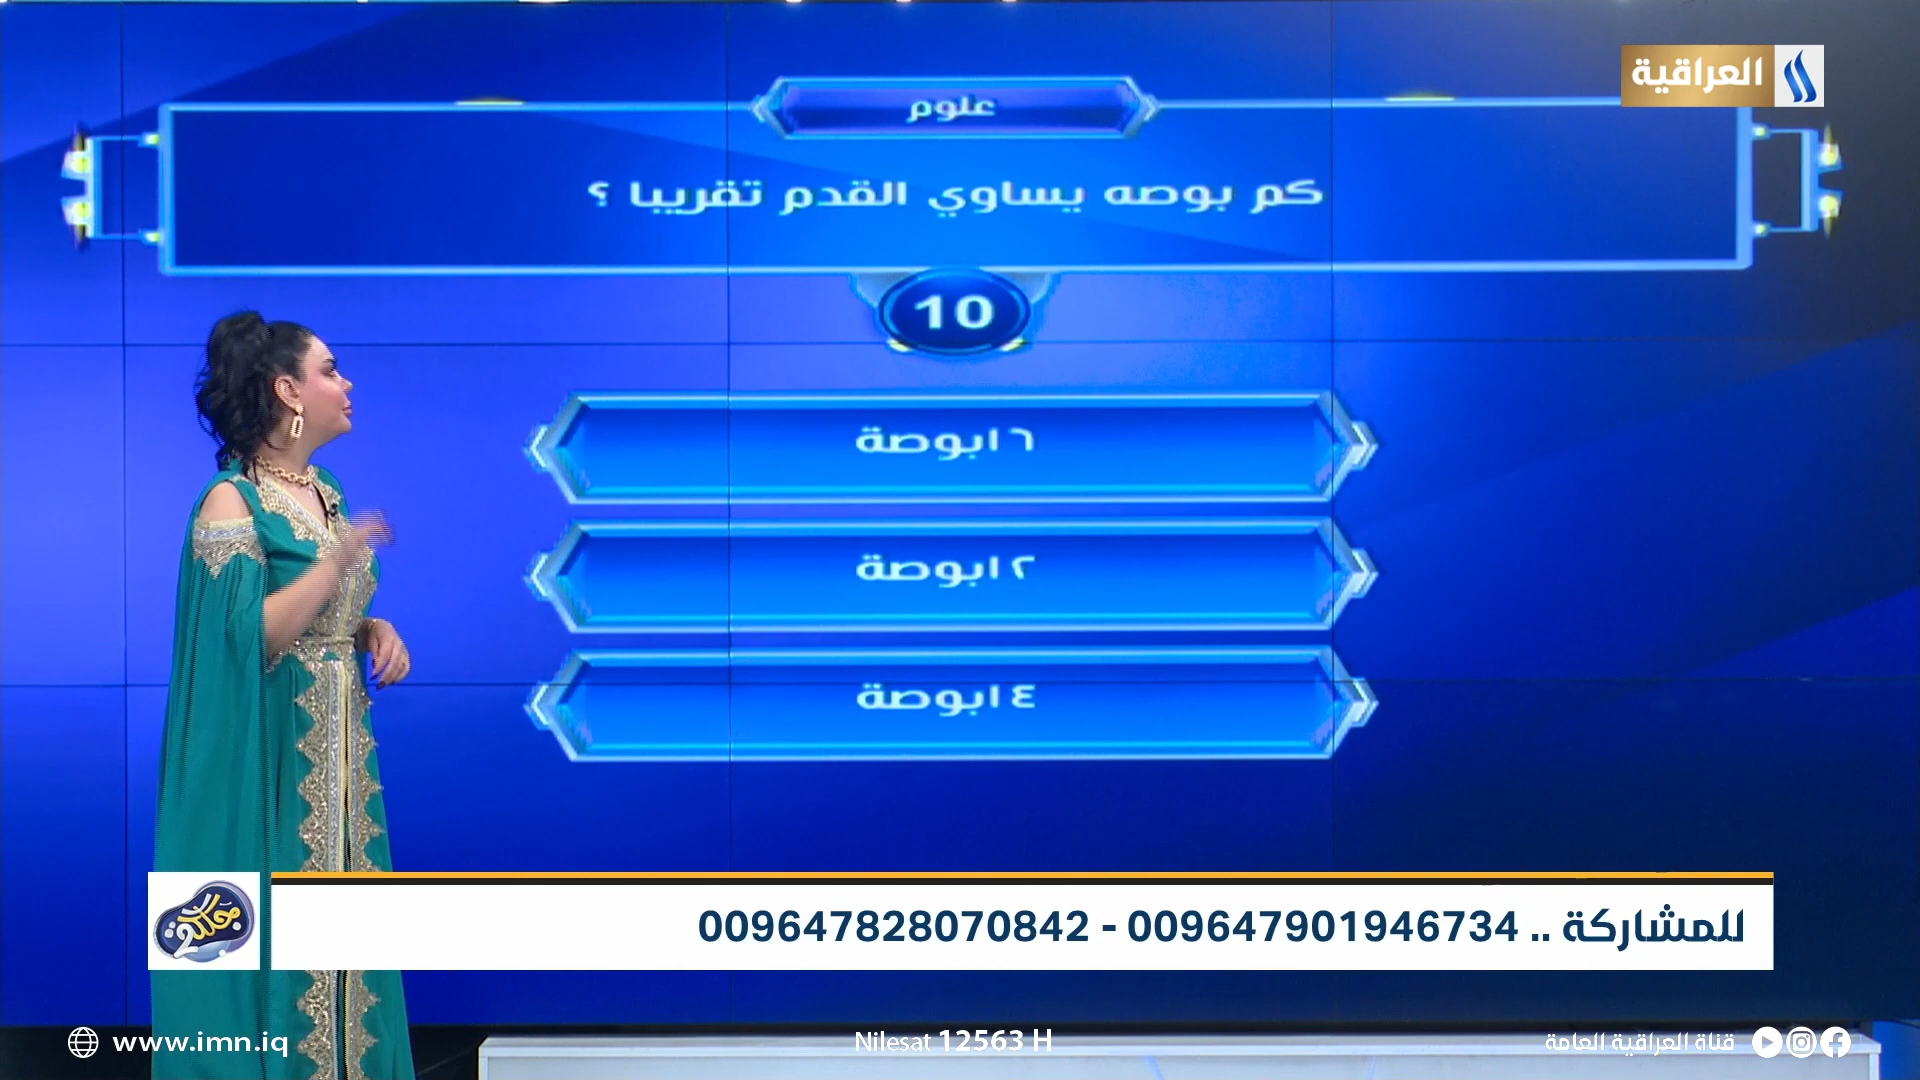 العراقية
علوم
كم بوصه يساوي القدم تقريبا ؟
10
٦ ابوصة
٢ ابوصة
٤ ابوصة
للمشاركة .. 009647901946734 - 009647828070842
www.imn.iq
Nilesat 12563 H
قناة العراقية العامة